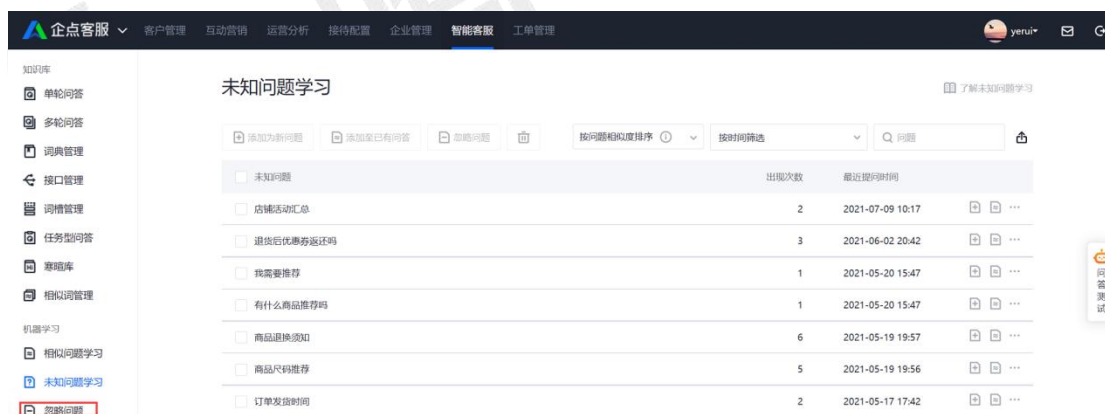 企点客服 客户管理 互动营销 运营分析 接待配置 企业管理 智能客服 工单管理 yerui
知识库
单轮问答
多轮问答
词典管理
接口管理
词槽管理
任务型问答
寒暄库
相似词管理
机器学习
相似问题学习
未知问题学习
忽略问题
未知问题学习
了解未知问题学习
添加为新问题 添加至已有问答 忽略问题 按问题相似度排序 按时间筛选 问题
未知问题 出现次数 最近提问时间
店铺活动汇总 2 2021-07-09 10:17
退货后优惠券返还吗 3 2021-06-02 20:42
我需要推荐 1 2021-05-20 15:47
有什么商品推荐吗 1 2021-05-20 15:47
商品退换须知 6 2021-05-19 19:57
商品尺码推荐 5 2021-05-19 19:56
订单发货时间 2 2021-05-17 17:42
问
答
测
试